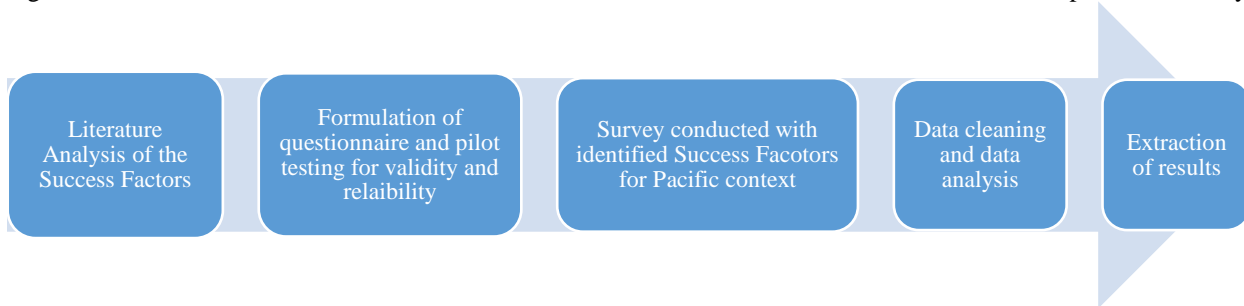 Literature
Analysis of the
Success Factors
Formulation of
questionnaire and pilot
testing for validity and
relaibility
Survey conducted with
identified Success Facotors
for Pacific context
Data cleaning
and data
analysis
Extraction
of results